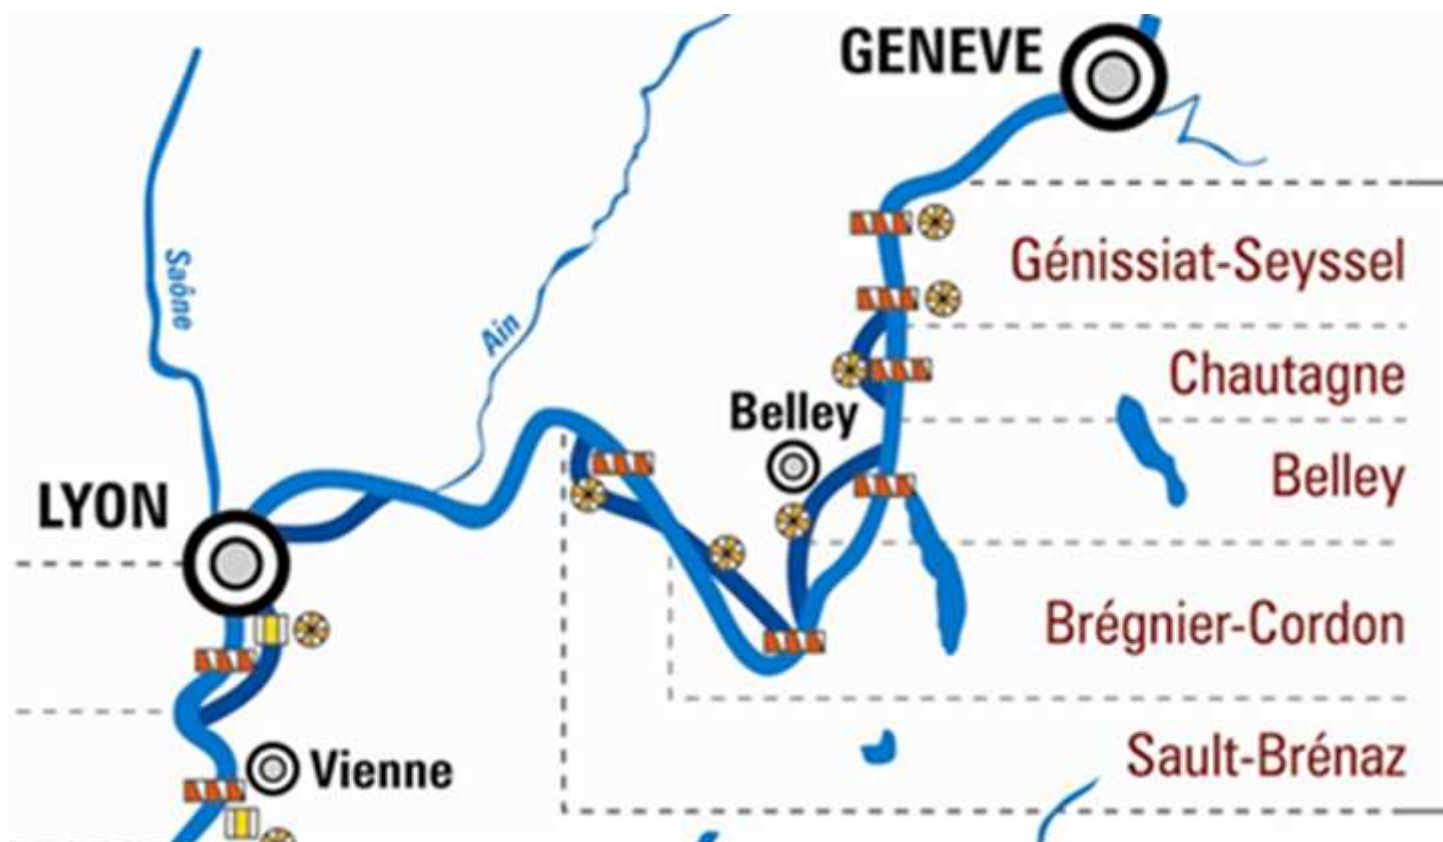 GENEVE
Saône
Génissiat-Seyssel
Ain
Chautagne
Belley
Belley
LYON
Brégnier-Cordon
Sault-Brénaz
Vienne